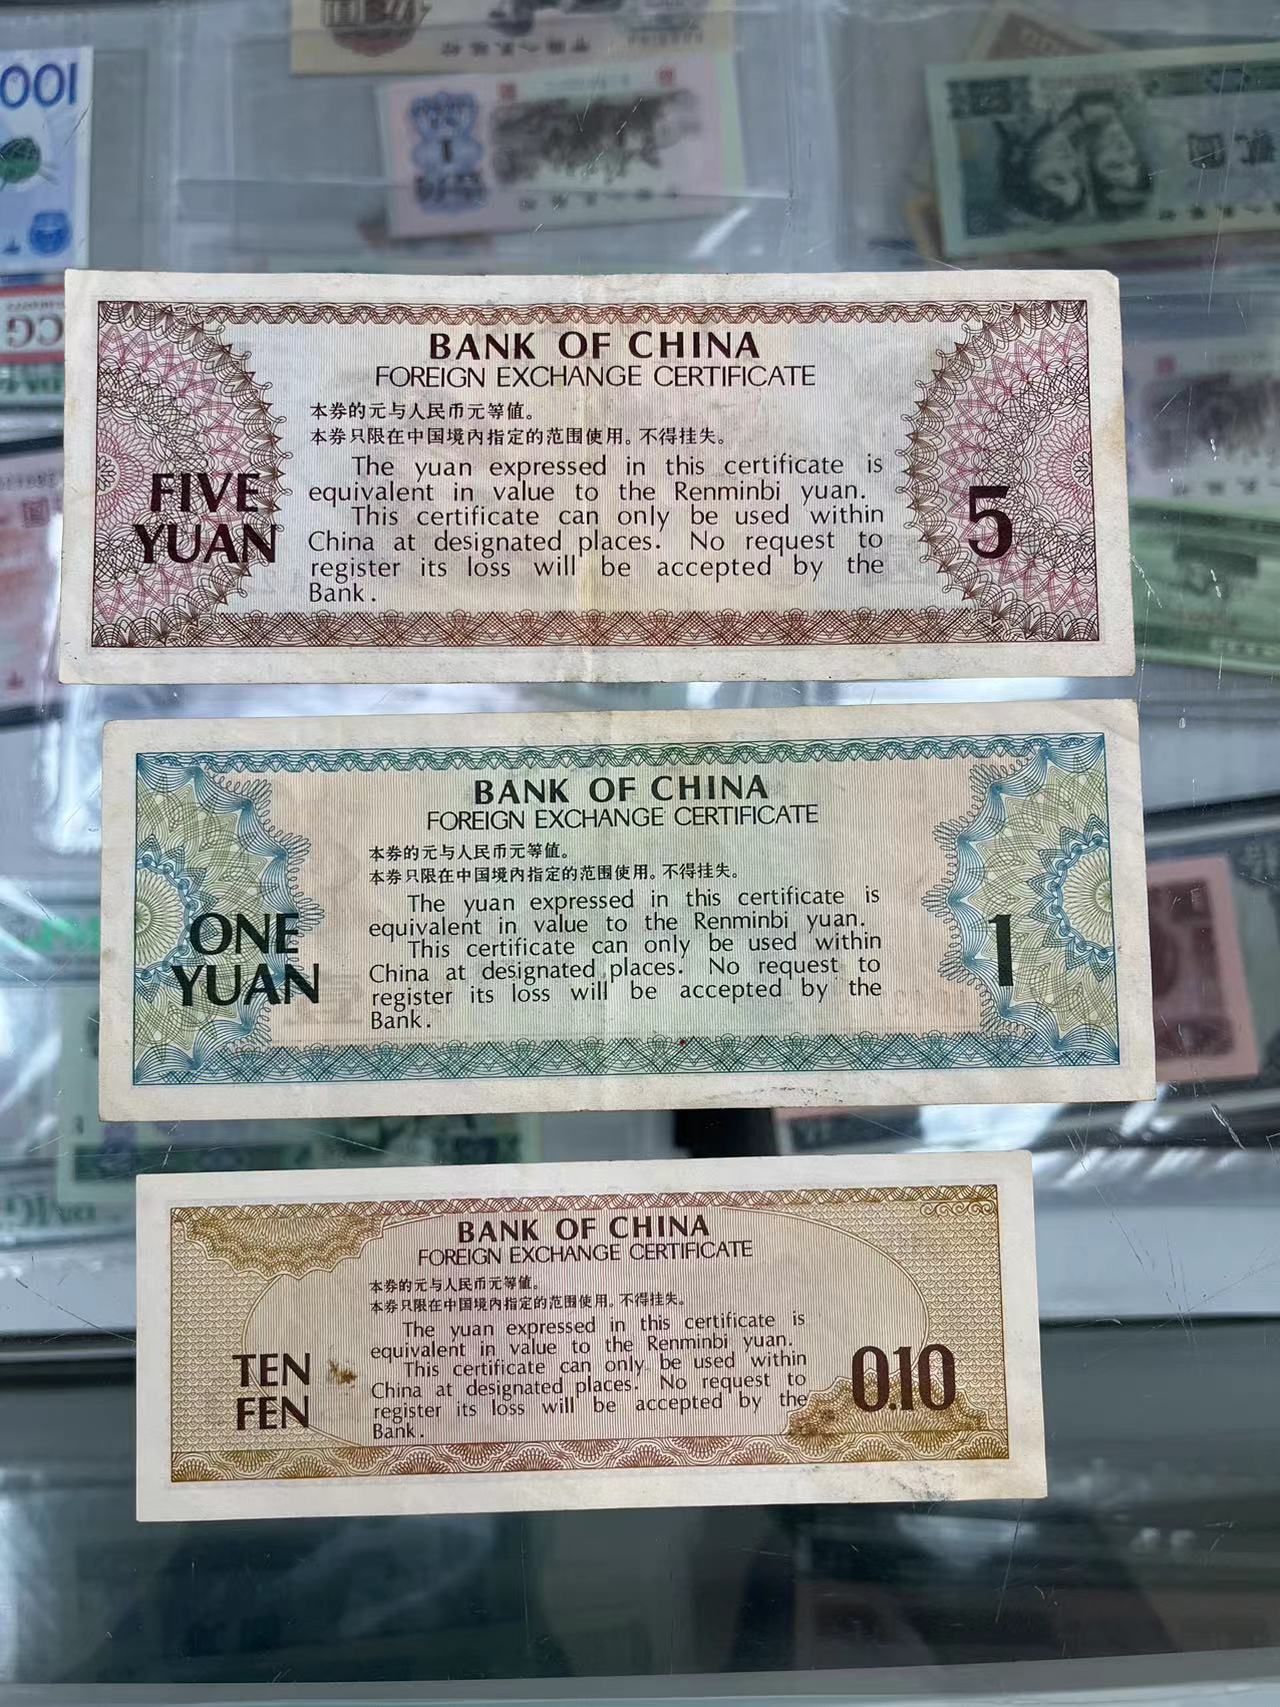 100
BANK OF CHINA
FOREIGN EXCHANGE CERTIFICATE
本券的元与人民币元等值。
本券只限在中国境内指定的范围使用。不得挂失。
The yuan expressed in this certificate is
equivalent in value to the Renminbi yuan.
This certificate can only be used within
China at designated places. No request to
register its loss will be accepted by the
Bank.
FIVE
YUAN
5
BANK OF CHINA
FOREIGN EXCHANGE CERTIFICATE
本券的元与人民币元等值。
本券只限在中国境内指定的范围使用。不得挂失。
The yuan expressed in this certificate is
equivalent in value to the Renminbi yuan.
This certificate can only be used within
China at designated places. No request to
register its loss will be accepted by the
Bank.
ONE
YUAN
1
BANK OF CHINA
FOREIGN EXCHANGE CERTIFICATE
本券的元与人民币元等值。
本券只限在中国境内指定的范围使用。不得挂失。
The yuan expressed in this certificate is
equivalent in value to the Renminbi yuan.
This certificate can only be used within
China at designated places. No request to
register its loss will be accepted by the
Bank.
TEN
FEN
0.10